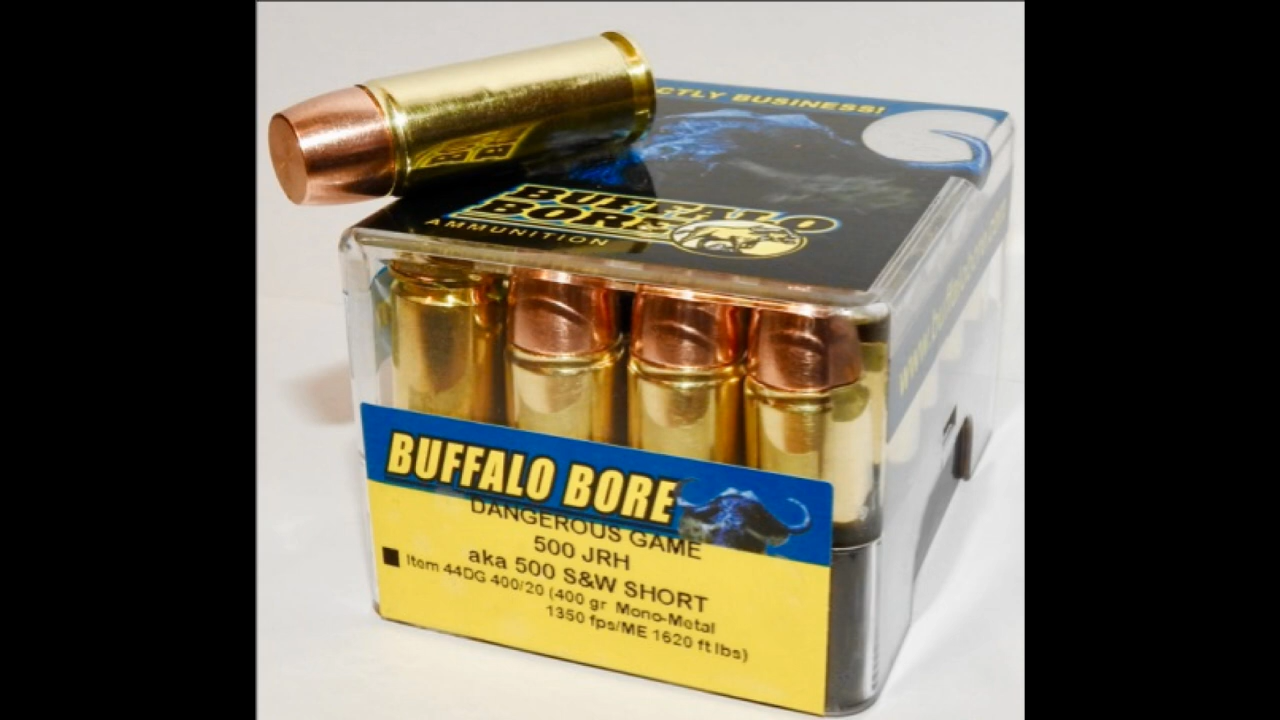 CTLY BUSINESS!
BUFFALO
BORE
AMMUNITION
BUFFALO BORE
DANGEROUS GAME
500 JRH
aka 500 S&W SHORT
Item 44DG 400/20 (400 gr Mono-Metal
1350 fps/ME 1620 ft lbs)